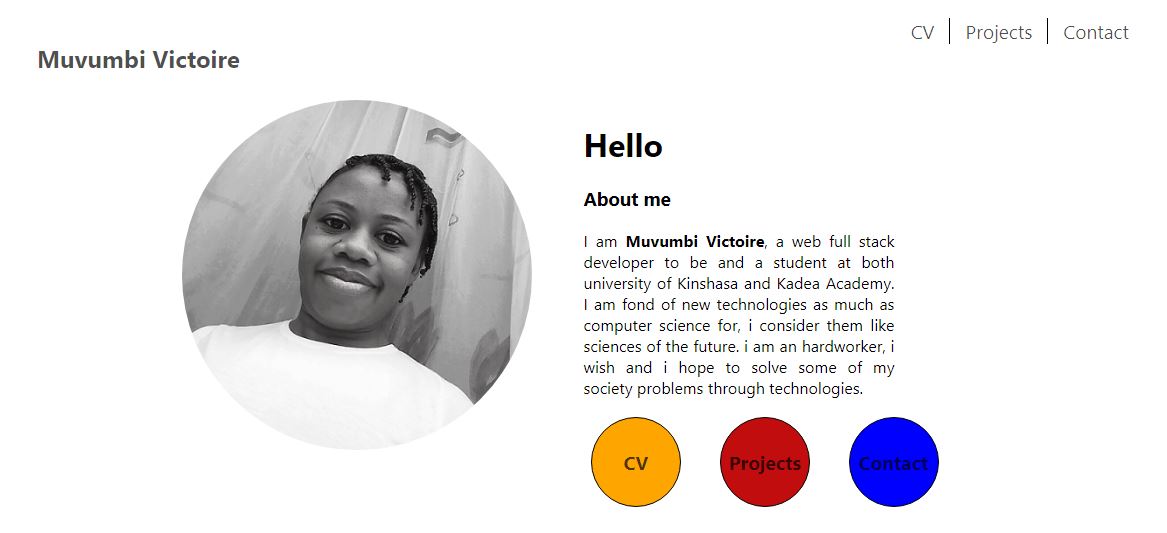 CV Projects Contact
Muvumbi Victoire
Hello
About me
I am Muvumbi Victoire, a web full stack
developer to be and a student at both
university of Kinshasa and Kadea Academy.
I am fond of new technologies as much as
computer science for, i consider them like
sciences of the future. i am an hardworker, i
wish and i hope to solve some of my
society problems through technologies.
CV Projects Contact